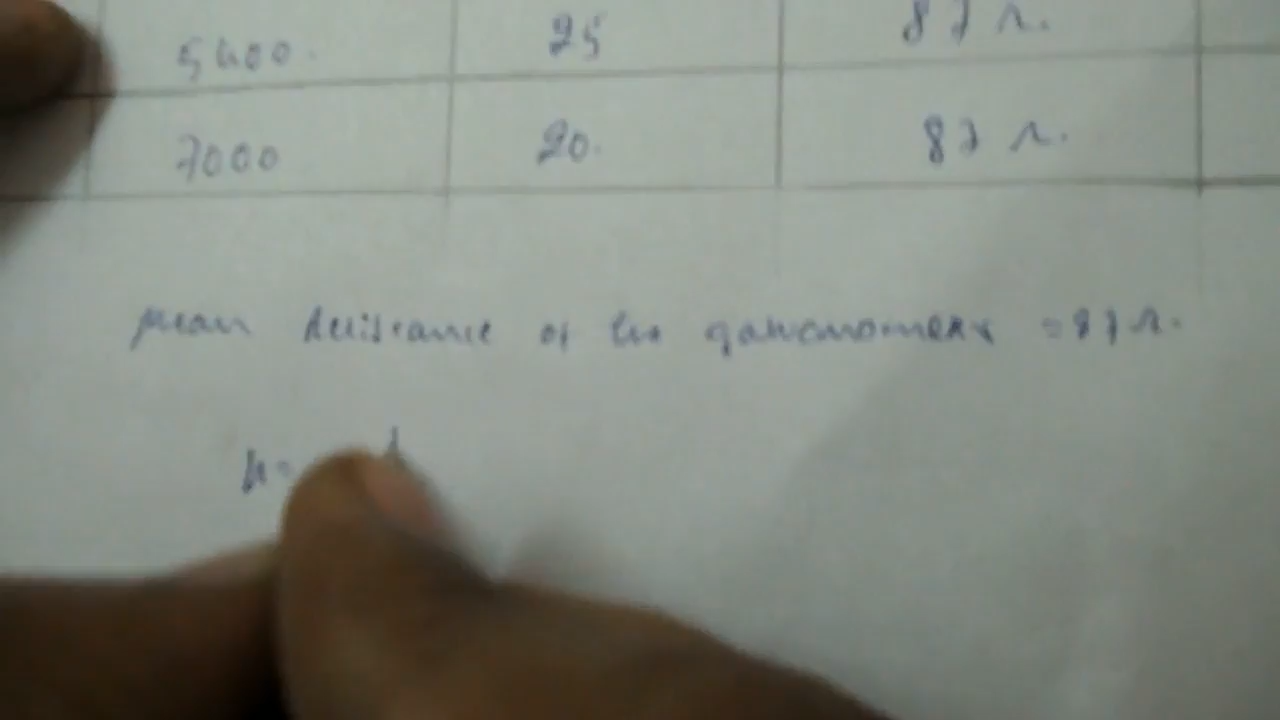 5400. 25 87 Ω.
7000 20. 87 Ω.
Mean Resistance of the galvanometer = 87 Ω.
K =